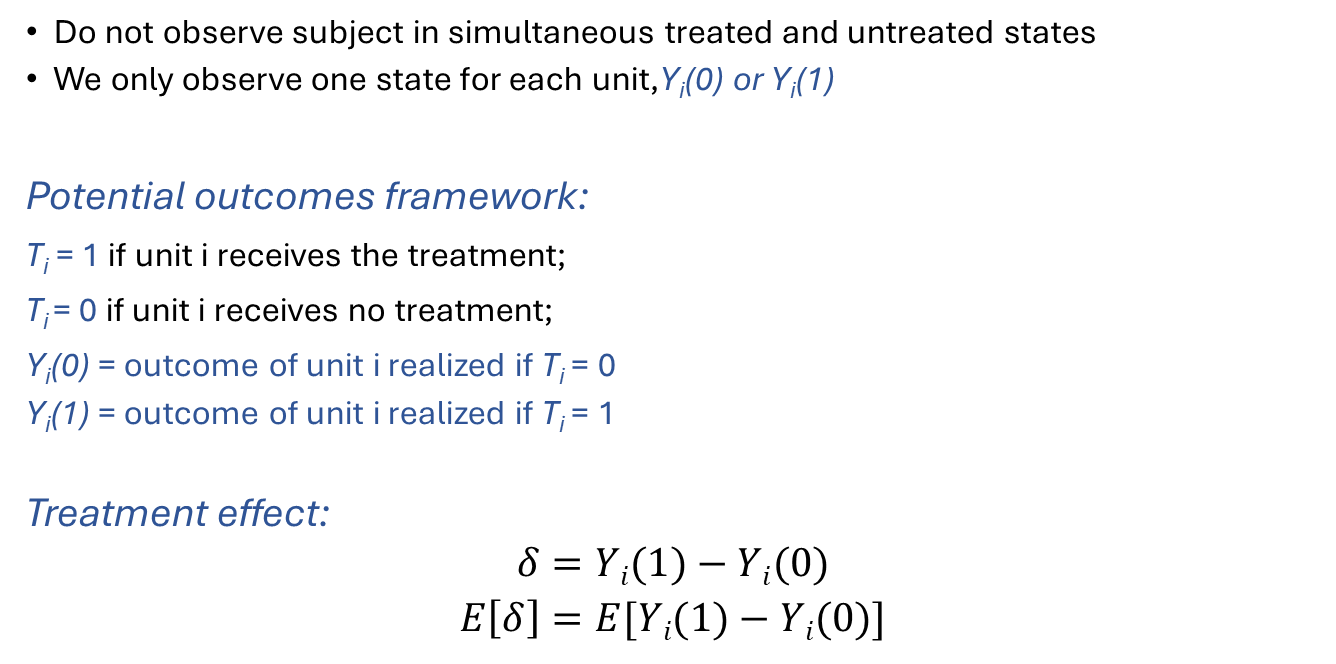 • Do not observe subject in simultaneous treated and untreated states
• We only observe one state for each unit,Yᵢ(0) or Yᵢ(1)
Potential outcomes framework:
Tᵢ = 1 if unit i receives the treatment;
Tᵢ = 0 if unit i receives no treatment;
Yᵢ(0) = outcome of unit i realized if Tᵢ = 0
Yᵢ(1) = outcome of unit i realized if Tᵢ = 1
Treatment effect:
δ = Yᵢ(1) − Yᵢ(0)
E[δ] = E[Yᵢ(1) − Yᵢ(0)]